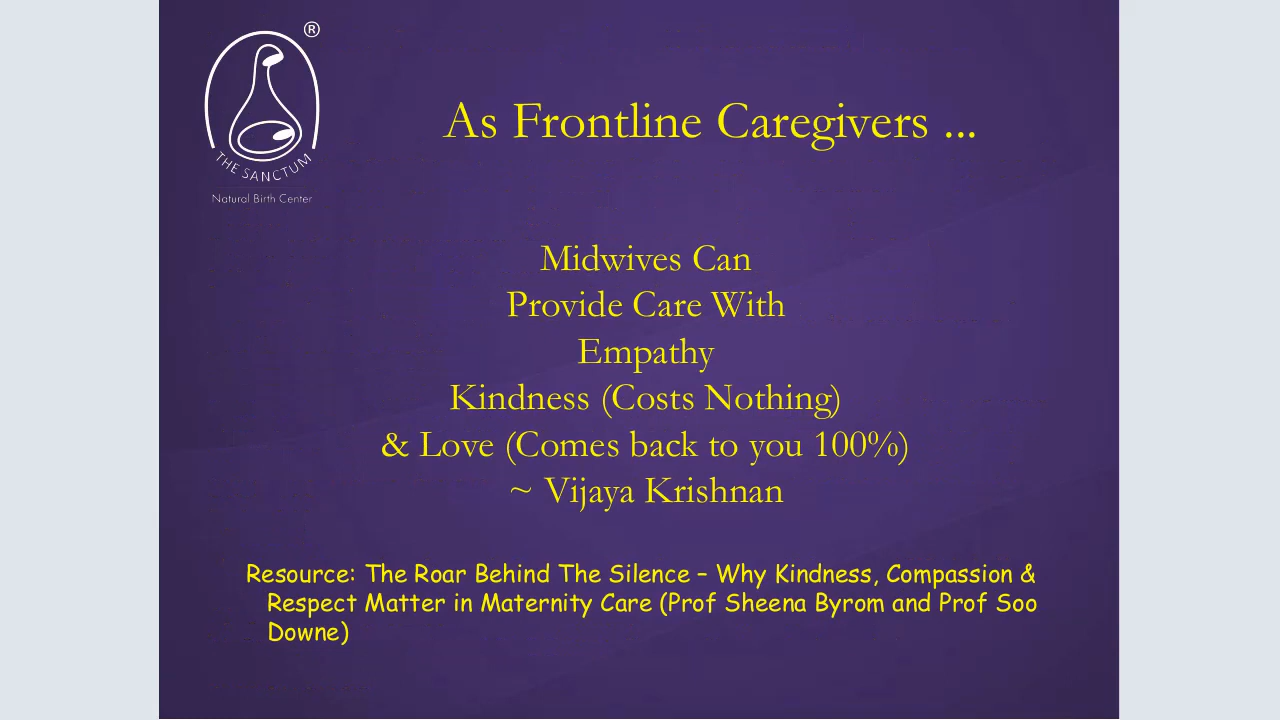 ®
THE SANCTUM
Natural Birth Center
As Frontline Caregivers ...
Midwives Can
Provide Care With
Empathy
Kindness (Costs Nothing)
& Love (Comes back to you 100%)
~ Vijaya Krishnan
Resource: The Roar Behind The Silence – Why Kindness, Compassion &
Respect Matter in Maternity Care (Prof Sheena Byrom and Prof Soo
Downe)